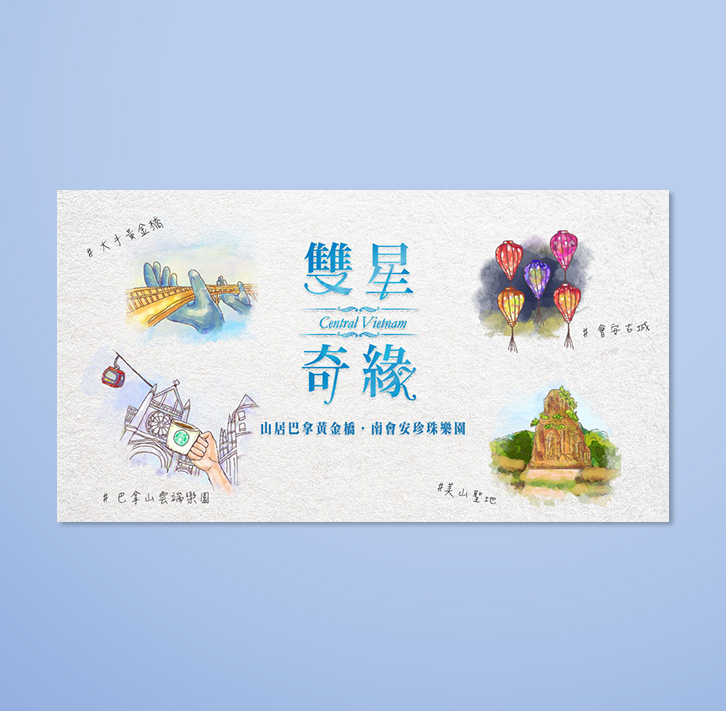 # 大手黃金橋
雙星
Central Vietnam
奇緣
山居巴拿黃金橋・南會安珍珠樂園
# 會安古城
# 巴拿山雲端樂園
#美山聖地